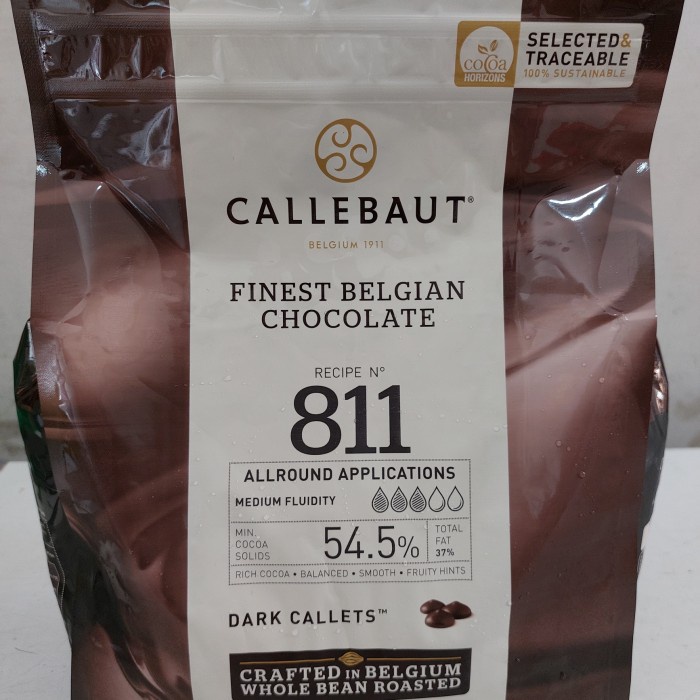 cocoa
HORIZONS
SELECTED&
TRACEABLE
100% SUSTAINABLE
CALLEBAUT®
BELGIUM 1911
FINEST BELGIAN
CHOCOLATE
RECIPE N°
811
ALLROUND APPLICATIONS
MEDIUM FLUIDITY
MIN.
COCOA
SOLIDS
54.5%
TOTAL
FAT
37%
RICH COCOA • BALANCED • SMOOTH • FRUITY HINTS
DARK CALLETS™
CRAFTED IN BELGIUM
WHOLE BEAN ROASTED